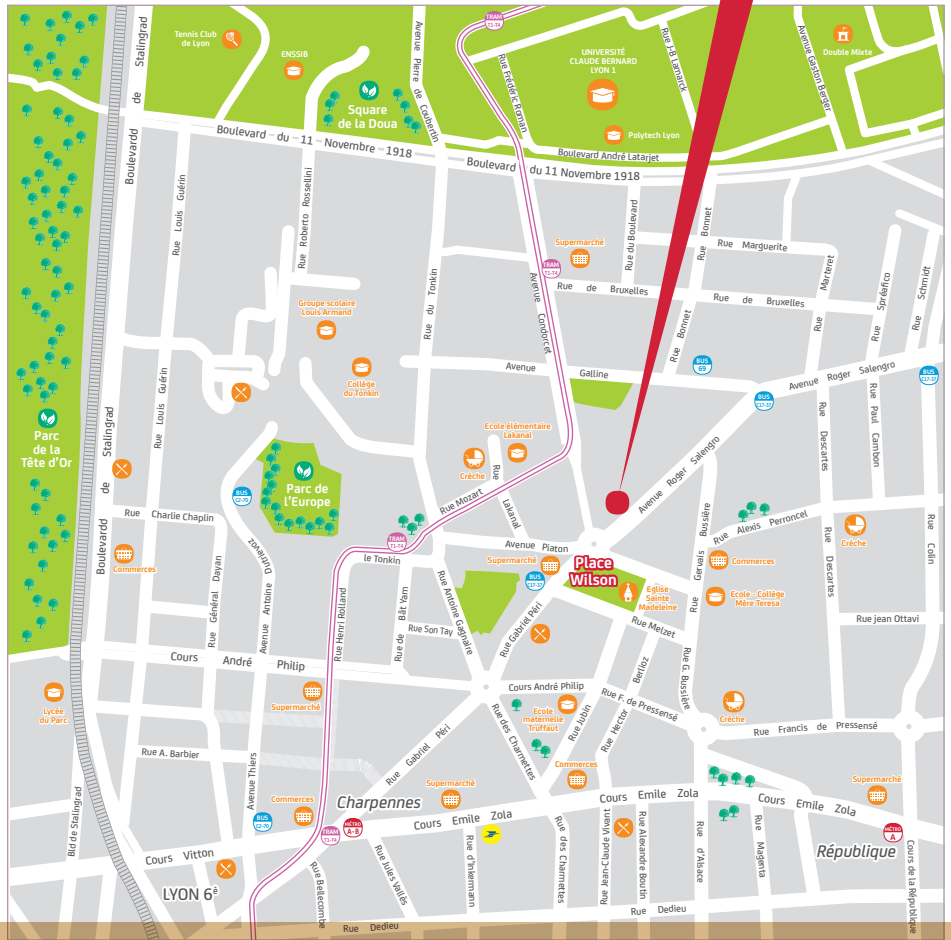 Tennis Club
de Lyon
ENSSIB
Square
de la Doua
Boulevardd de Stalingrad
Avenue Pierre de Coubertin
TRAM
T1-T4
Rue Frédéric Roman
UNIVERSITÉ
CLAUDE BERNARD
LYON 1
Polytech Lyon
Rue J-B Lamarck
Avenue Gaston Berger
Double Mixte
Boulevard du 11 Novembre 1918
Boulevard André Latarjet
Boulevard du 11 Novembre 1918
Rue Louis Guérin
Rue Roberto Rossellini
Rue du Tonkin
Supermarché
TRAM
T1-T4
Avenue Condorcet
Rue du Boulevard
Rue Bonnet
Rue Marguerite
Rue de Bruxelles
Rue de Bruxelles
Rue Marteret
Rue Spréafico
Rue Schmidt
Groupe scolaire
Louis Armand
Collège
du Tonkin
Rue Bonnet
Avenue Galline
BUS
69
BUS
C17-37
Avenue Roger Salengro
BUS
C17-37
Rue Louis Guérin
Boulevardd de Stalingrad
Parc
de la
Tête d'Or
Parc de
l'Europe
BUS
C2-70
Ecole élémentaire
Lakanal
Crèche
Rue Lakanal
Rue Mozart
Avenue Roger Salengro
Rue Descartes
Rue Paul Cambon
Rue Charlie Chaplin
Commerces
Rue Général Dayan
Avenue Antoine Dutrievoz
TRAM
T1-T4
le Tonkin
Avenue Platon
Supermarché
BUS
C17-37
Place
Wilson
Eglise
Sainte
Madeleine
Rue Gervais Bussière
Rue Alexis Perroncel
Commerces
Ecole - Collège
Mère Teresa
Crèche
Rue Descartes
Rue Colin
Rue jean Ottavi
Rue Henri Rolland
Rue de Bât Yam
Rue Son Tay
Rue Antoine Gagnaire
Rue Gabriel Péri
Rue Melzet
Rue G. Bussière
Cours André Philip
Cours André Philip
Lycée
du Parc
Supermarché
Ecole
maternelle
Truffaut
Rue Jubin
Rue Hector Berlioz
Rue F. de Pressensé
Crèche
Rue Francis de Pressensé
Rue des Charmettes
Rue A. Barbier
Rue Gabriel Péri
Avenue Thiers
Commerces
Supermarché
Commerces
Supermarché
Charpennes
Cours Emile Zola
Cours Emile Zola
Cours Emile Zola
BUS
C2-70
TRAM
T1-T4
MÉTRO
A-B
MÉTRO
A
République
Bld de Stalingrad
Cours Vitton
LYON 6è
Rue Bellecombe
Rue Jules Vallès
Rue d'Inkermann
Rue des Charmettes
Rue Jean-Claude Vivant
Rue Alexandre Boutin
Rue d'Alsace
Rue Magenta
Cours de la République
Rue Dedieu
Rue Dedieu